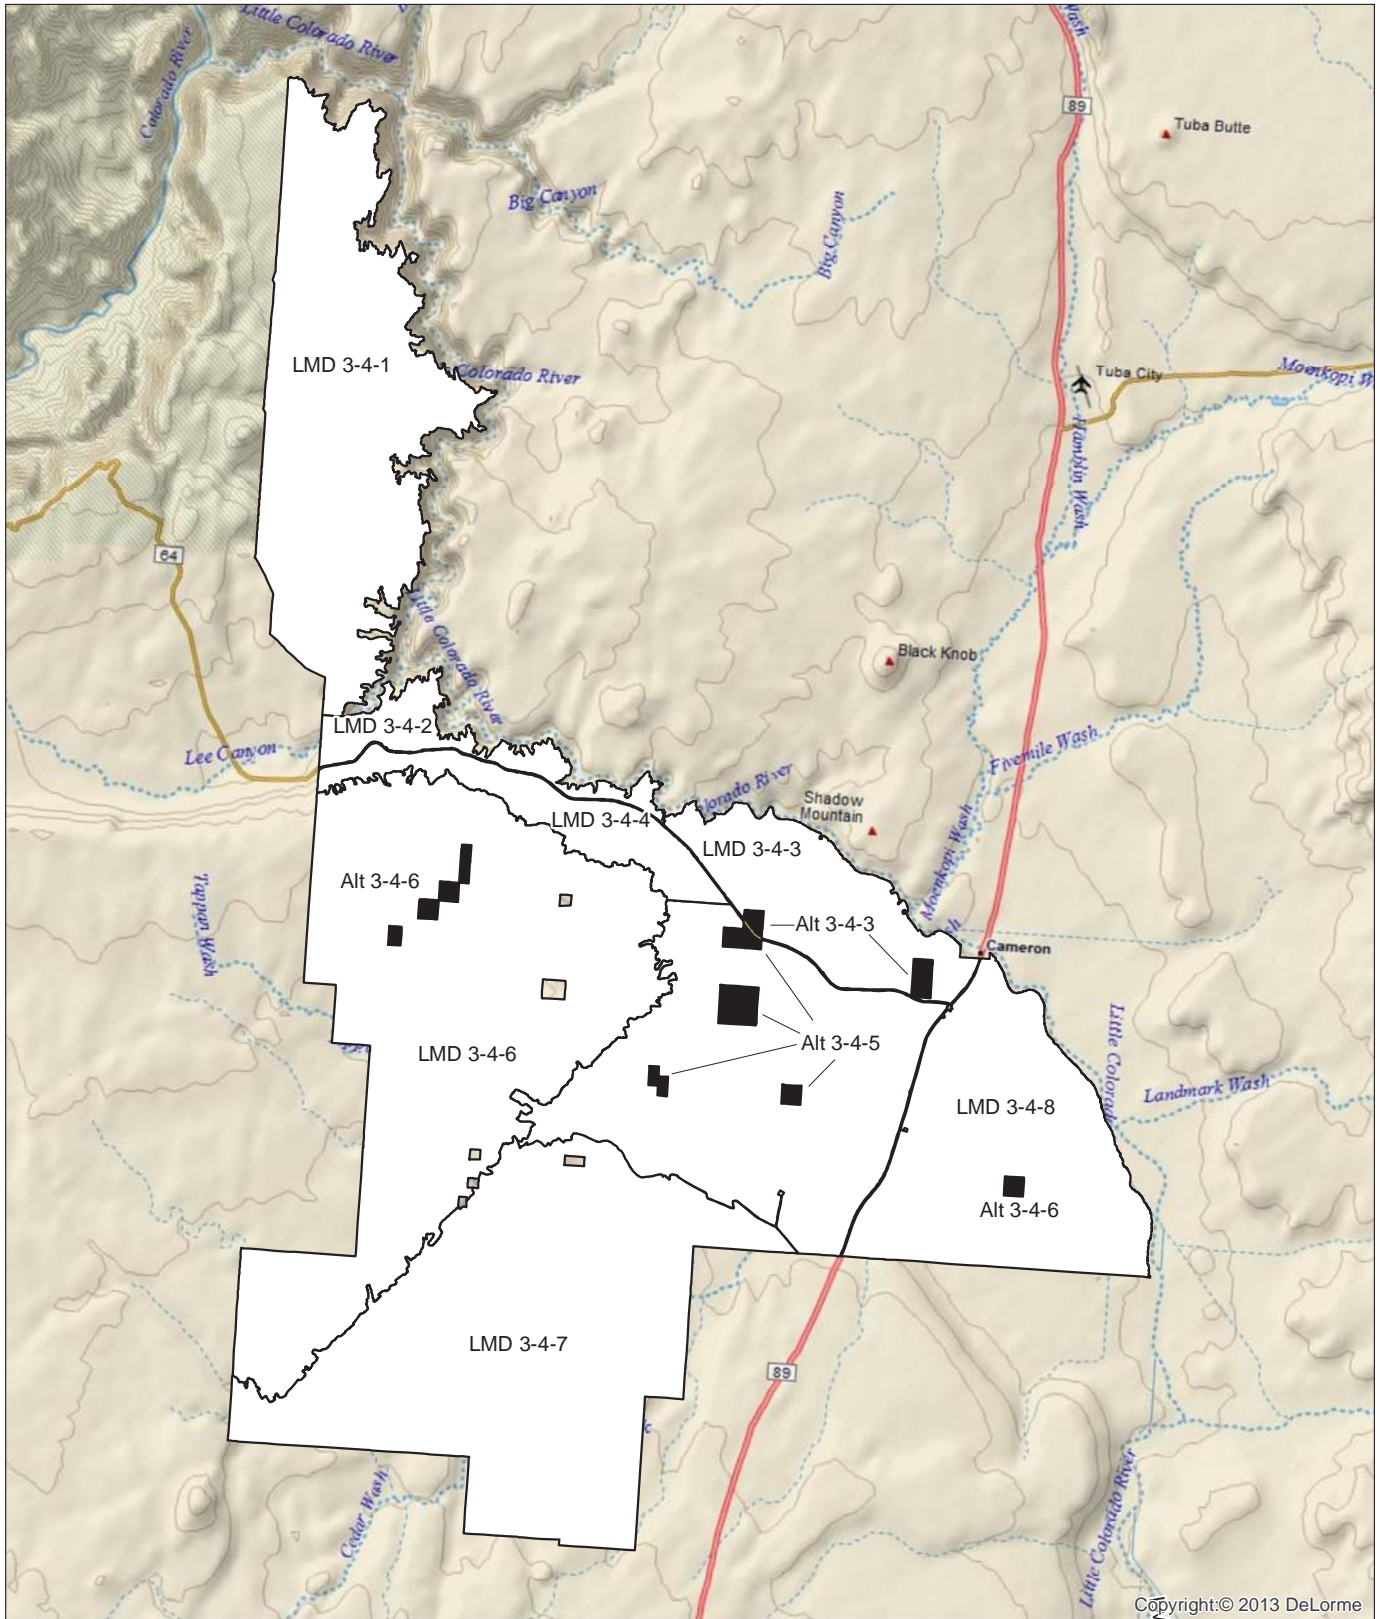 Little Colorado River
Colorado River
Wash
89
Tuba Butte
Big Canyon
Big Canyon
LMD 3-4-1
Colorado River
Tuba City
Moenkopi W
Hamblin Wash
64
Little Colorado River
Black Knob
LMD 3-4-2
Lee Canyon
Fivemile Wash
Colorado River
Shadow
Mountain
LMD 3-4-4
LMD 3-4-3
Moenkopi Wash
Alt 3-4-6
Tappan Wash
Alt 3-4-3
sh
Cameron
Alt 3-4-5
LMD 3-4-6
Little Colorado
Landmark Wash
LMD 3-4-8
Alt 3-4-6
LMD 3-4-7
89
k
Cedar Wash
Little Colorado River
Copyright:© 2013 DeLorme